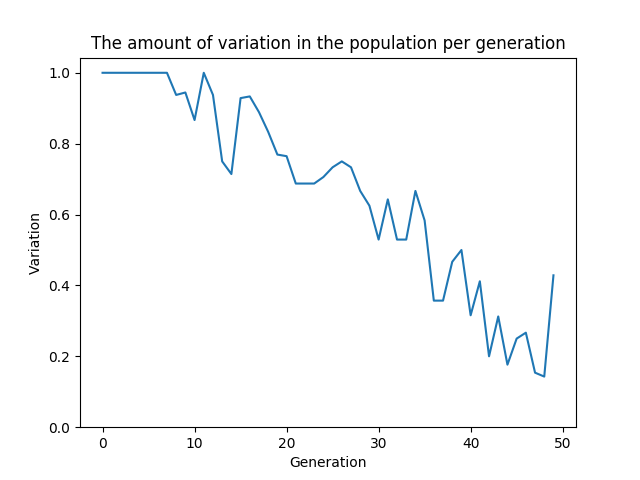 The amount of variation in the population per generation
1.0
0.8
0.6
0.4
0.2
0.0
Variation
0 10 20 30 40 50
Generation